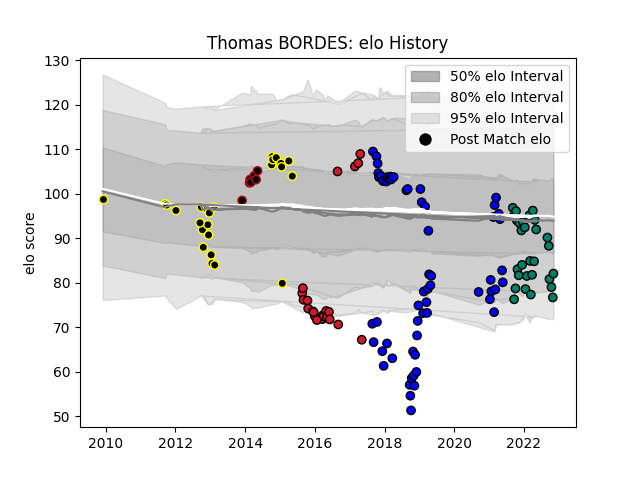 Thomas BORDES: elo History
130
120
110
100
90
80
70
60
50
elo score
50% elo Interval
80% elo Interval
95% elo Interval
Post Match elo
2010
2012
2014
2016
2018
2020
2022